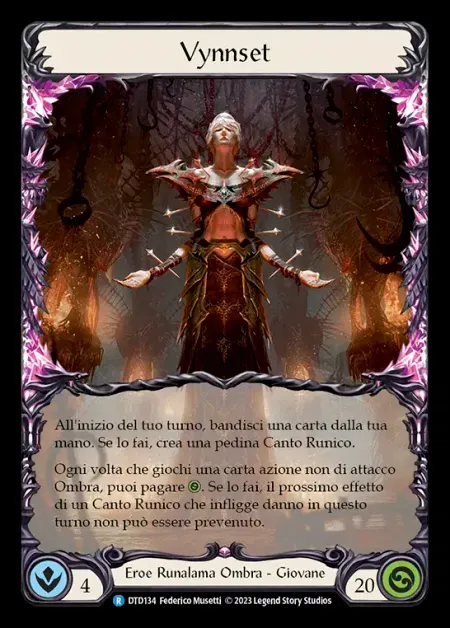 Vynnset
All'inizio del tuo turno, bandisci una carta dalla tua
mano. Se lo fai, crea una pedina Canto Runico.
Ogni volta che giochi una carta azione non di attacco
Ombra, puoi pagare . Se lo fai, il prossimo effetto
di un Canto Runico che infligge danno in questo
turno non può essere prevenuto.
4
Eroe Runalama Ombra - Giovane
20
R DTD134 Federico Musetti © 2023 Legend Story Studios